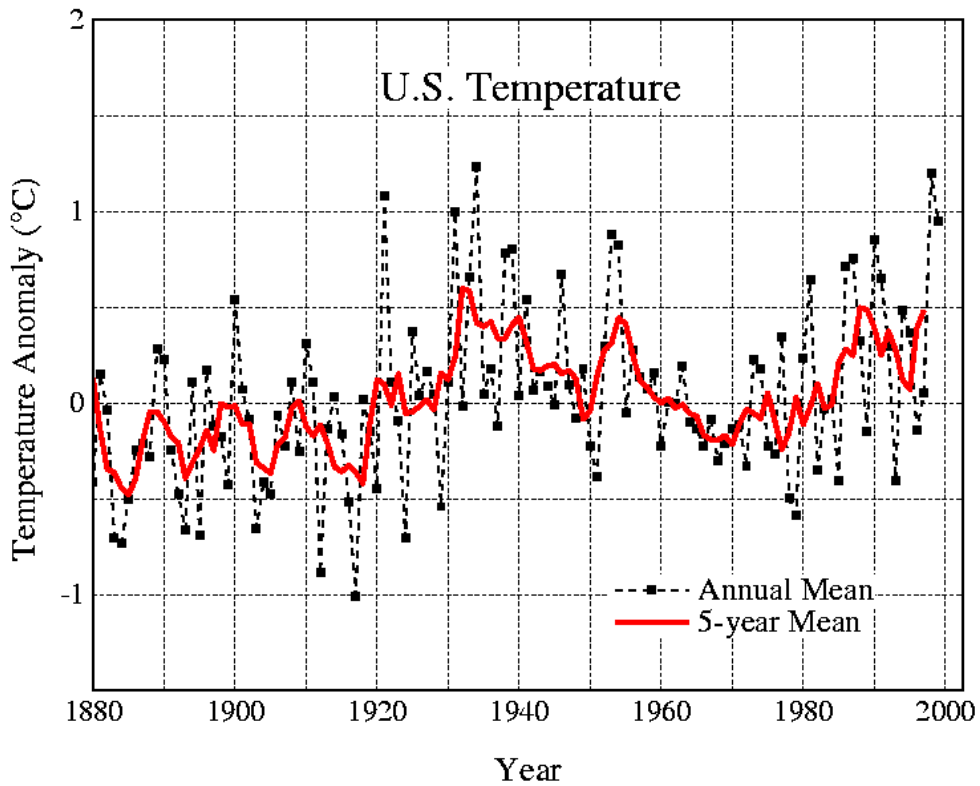 U.S. Temperature
Temperature Anomaly (°C)
2
1
0
-1
Annual Mean
5-year Mean
1880 1900 1920 1940 1960 1980 2000
Year